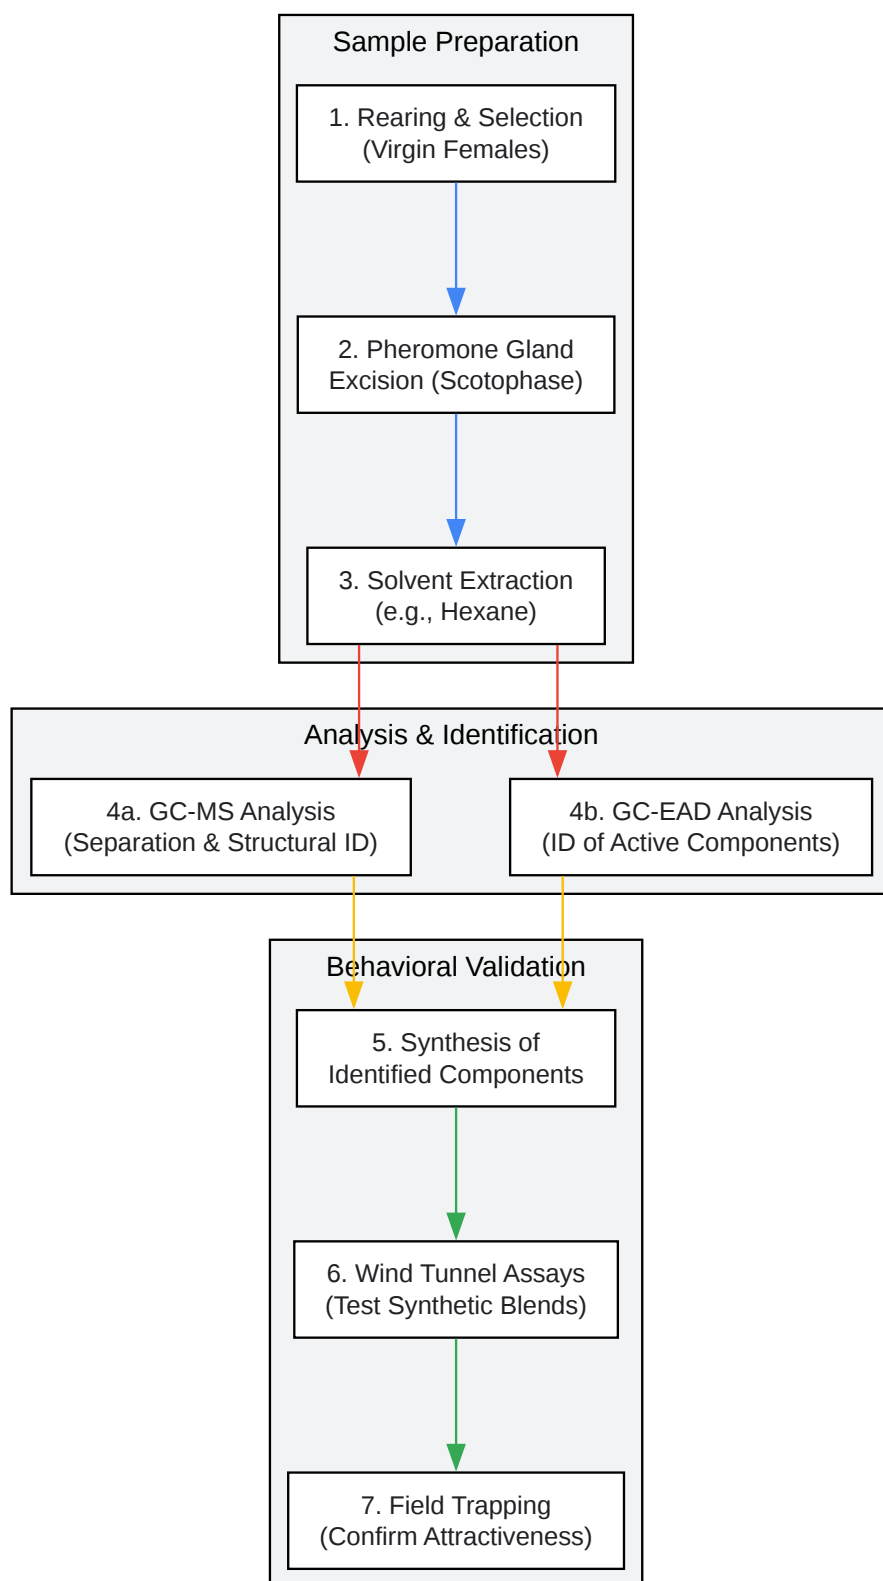 Sample Preparation
1. Rearing & Selection
(Virgin Females)
2. Pheromone Gland
Excision (Scotophase)
3. Solvent Extraction
(e.g., Hexane)
Analysis & Identification
4a. GC-MS Analysis
(Separation & Structural ID)
4b. GC-EAD Analysis
(ID of Active Components)
Behavioral Validation
5. Synthesis of
Identified Components
6. Wind Tunnel Assays
(Test Synthetic Blends)
7. Field Trapping
(Confirm Attractiveness)